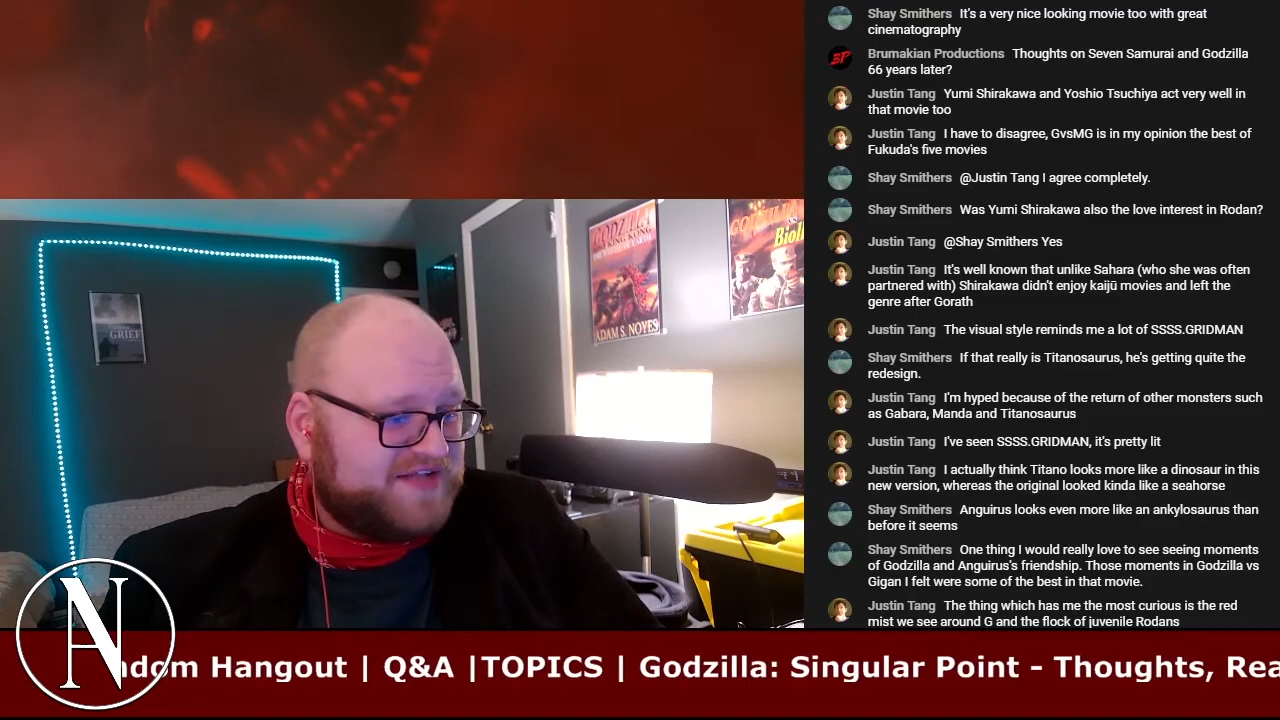 Shay Smithers It's a very nice looking movie too with great
cinematography
Brumakian Productions Thoughts on Seven Samurai and Godzilla
66 years later?
Justin Tang Yumi Shirakawa and Yoshio Tsuchiya act very well in
that movie too
Justin Tang I have to disagree, GvsMG is in my opinion the best of
Fukuda's five movies
Shay Smithers @Justin Tang I agree completely.
Shay Smithers Was Yumi Shirakawa also the love interest in Rodan?
Justin Tang @Shay Smithers Yes
Justin Tang It's well known that unlike Sahara (who she was often
partnered with) Shirakawa didn't enjoy kaijū movies and left the
genre after Gorath
Justin Tang The visual style reminds me a lot of SSSS.GRIDMAN
Shay Smithers If that really is Titanosaurus, he's getting quite the
redesign.
Justin Tang I'm hyped because of the return of other monsters such
as Gabara, Manda and Titanosaurus
Justin Tang I've seen SSSS.GRIDMAN, it's pretty lit
Justin Tang I actually think Titano looks more like a dinosaur in this
new version, whereas the original looked kinda like a seahorse
Shay Smithers Anguirus looks even more like an ankylosaurus than
before it seems
Shay Smithers One thing I would really love to see seeing moments
of Godzilla and Anguirus's friendship. Those moments in Godzilla vs
Gigan I felt were some of the best in that movie.
Justin Tang The thing which has me the most curious is the red
mist we see around G and the flock of juvenile Rodans
BP
GODZILLA
ADAM S. NOYES
GODZILLA
VS
Bioll
GRIEF
N
ndom Hangout | Q&A |TOPICS | Godzilla: Singular Point - Thoughts, Rea